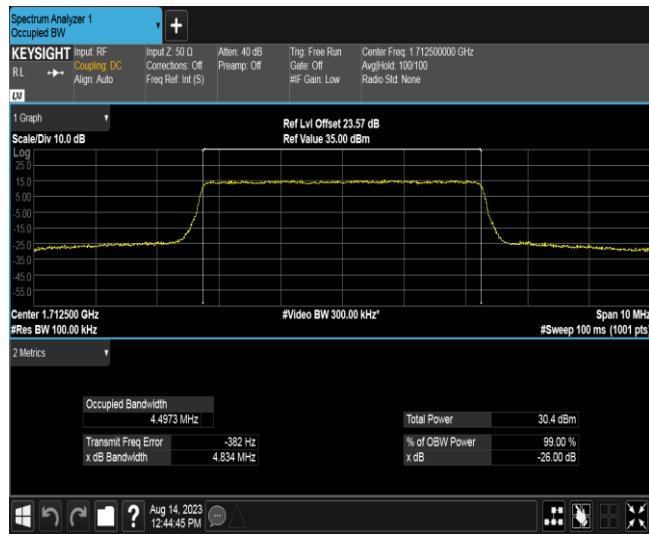 Spectrum Analyzer 1
Occupied BW
+
KEYSIGHT Input: RF Input Z: 50 Ω Atten: 40 dB Trig: Free Run Center Freq: 1.712500000 GHz
RL Coupling: DC Corrections: Off Preamp: Off Gate: Off Avg|Hold: 100/100
Align: Auto Freq Ref: Int (S) #IF Gain: Low Radio Std: None
LXI
1 Graph
Ref Lvl Offset 23.57 dB
Scale/Div 10.0 dB Ref Value 35.00 dBm
Log
25.0
15.0
5.00
-5.00
-15.0
-25.0
-35.0
-45.0
-55.0
Center 1.712500 GHz #Video BW 300.00 kHz* Span 10 MHz
#Res BW 100.00 kHz #Sweep 100 ms (1001 pts)
2 Metrics
Occupied Bandwidth
4.4973 MHz Total Power 30.4 dBm
Transmit Freq Error -382 Hz % of OBW Power 99.00 %
x dB Bandwidth 4.834 MHz x dB -26.00 dB
? Aug 14, 2023
12:44:45 PM